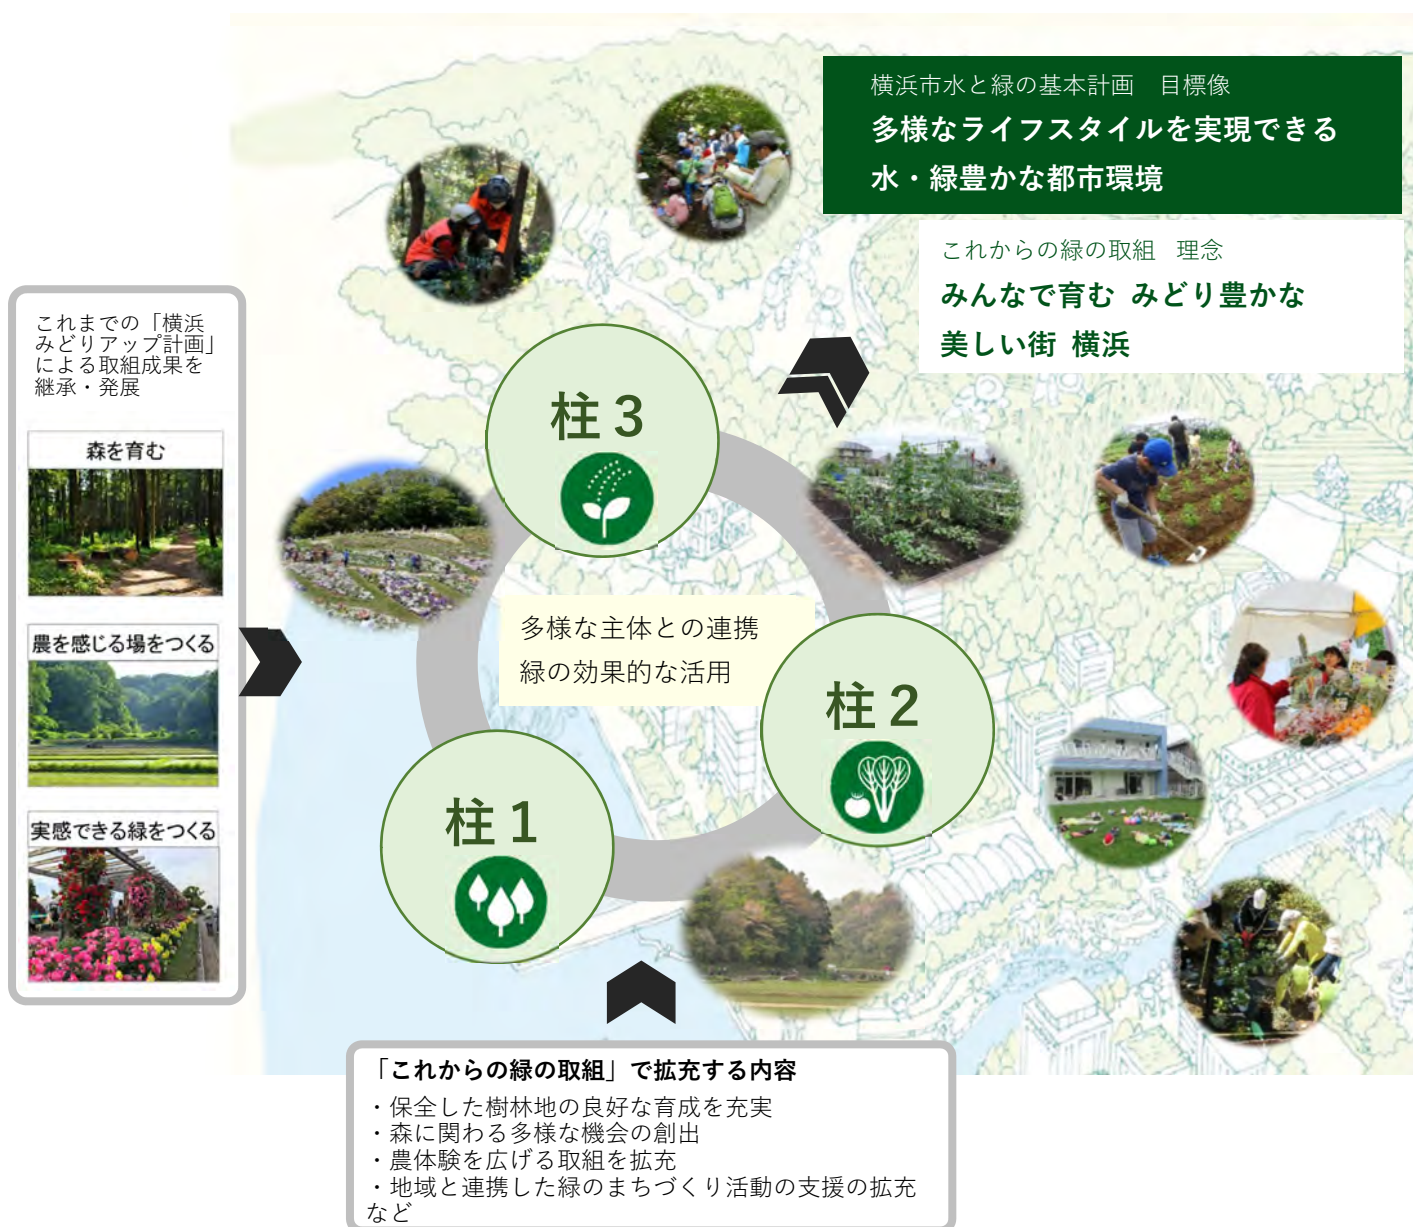 横浜市水と緑の基本計画　目標像
多様なライフスタイルを実現できる
水・緑豊かな都市環境
これからの緑の取組　理念
みんなで育む みどり豊かな
美しい街 横浜
これまでの「横浜
みどりアップ計画」
による取組成果を
継承・発展
森を育む
農を感じる場をつくる
実感できる緑をつくる
柱３
多様な主体との連携
緑の効果的な活用
柱２
柱１
「これからの緑の取組」で拡充する内容
・保全した樹林地の良好な育成を充実
・森に関わる多様な機会の創出
・農体験を広げる取組を拡充
・地域と連携した緑のまちづくり活動の支援の拡充
など